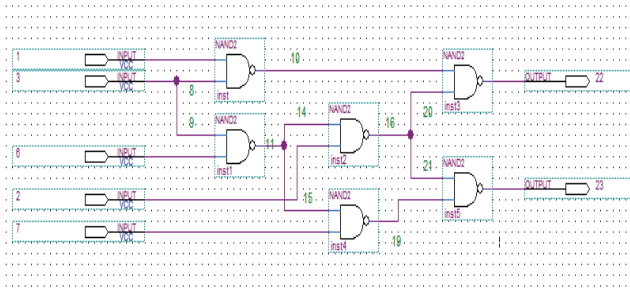 1 INPUT VCC
3 INPUT VCC
NAND2
inst
8
10
9
NAND2
inst1
11
6 INPUT VCC
14
NAND2
inst2
16
2 INPUT VCC
15
7 INPUT VCC
NAND2
inst4
19
NAND2
inst3
20
OUTPUT 22
21
NAND2
inst5
OUTPUT 23